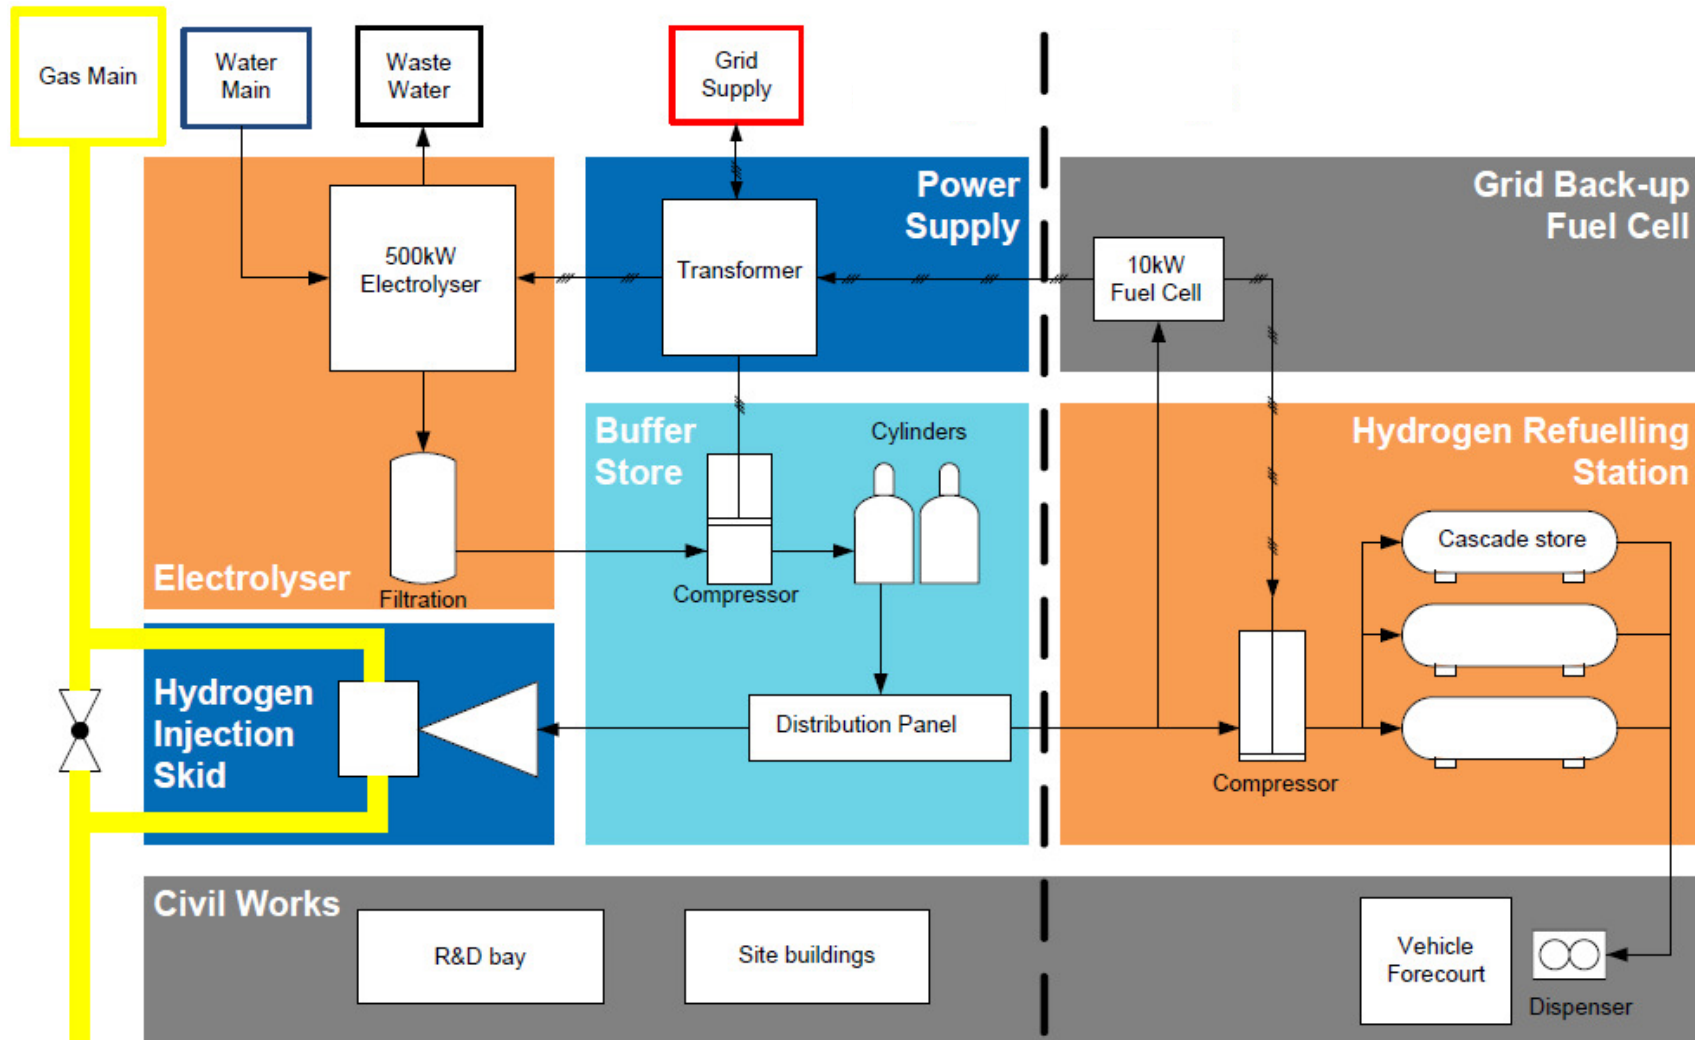 Gas Main
Water
Main
Waste
Water
Grid
Supply
Power
Supply
Grid Back-up
Fuel Cell
500kW
Electrolyser
Transformer
10kW
Fuel Cell
Buffer
Store
Cylinders
Hydrogen Refuelling
Station
Cascade store
Electrolyser
Filtration
Compressor
Hydrogen
Injection
Skid
Distribution Panel
Compressor
Civil Works
R&D bay
Site buildings
Vehicle
Forecourt
Dispenser